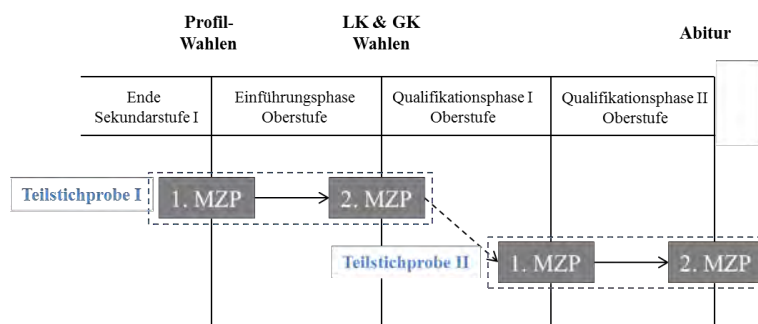 Profil-
Wahlen
LK & GK
Wahlen
Abitur
Ende
Sekundarstufe I
Einführungsphase
Oberstufe
Qualifikationsphase I
Oberstufe
Qualifikationsphase II
Oberstufe
Teilstichprobe I
1. MZP
2. MZP
Teilstichprobe II
1. MZP
2. MZP